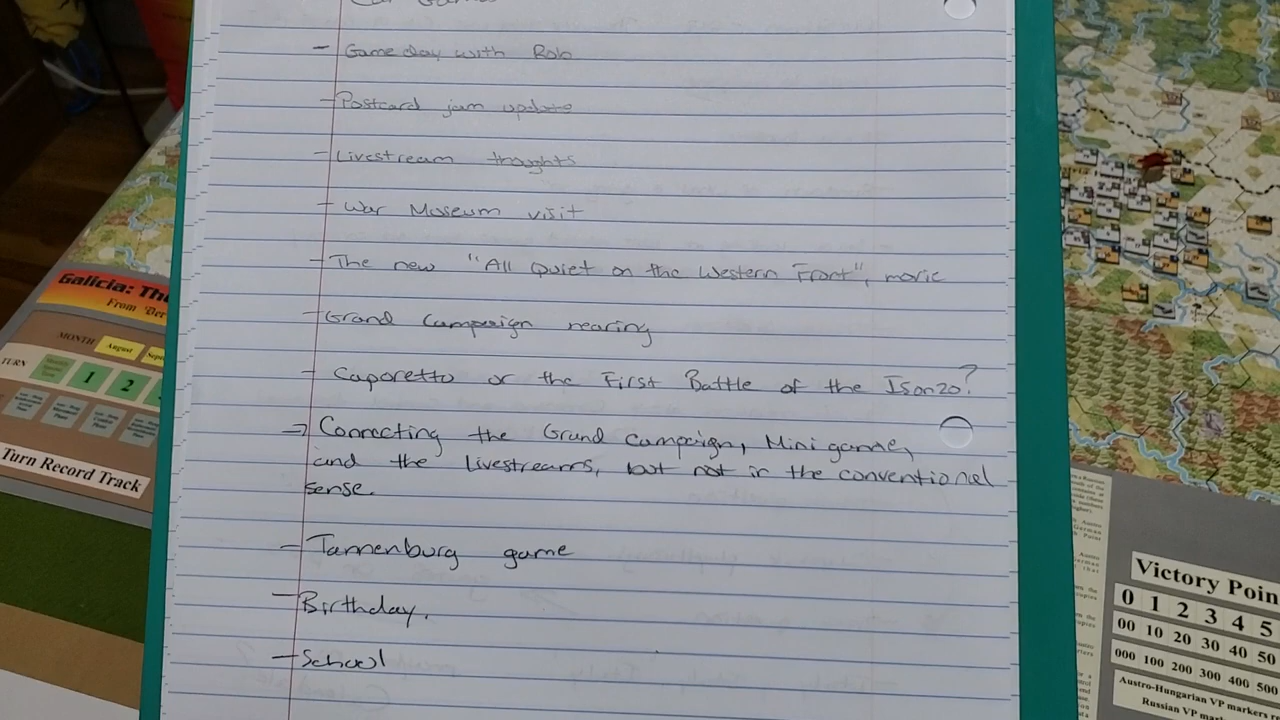 - Game day with Rob
- Postcard jam update
- Livestream thoughts
- War Museum visit
- The new "All Quiet on the Western Front", movie
- Grand Campaign nearing
- Caporetto or the First Battle of the Isonzo?
- Connecting the Grand Campaign, Mini game,
and the livestreams, but not in the conventional
sense.
- Tannenburg game
- Birthday.
- School
Galicia: The
From 'Der
MONTH August Sept
TURN 1 2
Turn Record Track
Victory Poin
0 1 2 3 4 5
00 10 20 30 40 50
000 100 200 300 400 500
Austro-Hungarian VP markers
Russian VP mar